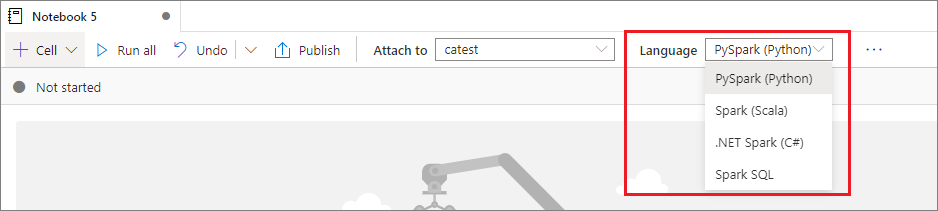 Notebook 5
Cell Run all Undo Publish Attach to catest Language PySpark (Python)
Not started
PySpark (Python)
Spark (Scala)
.NET Spark (C#)
Spark SQL